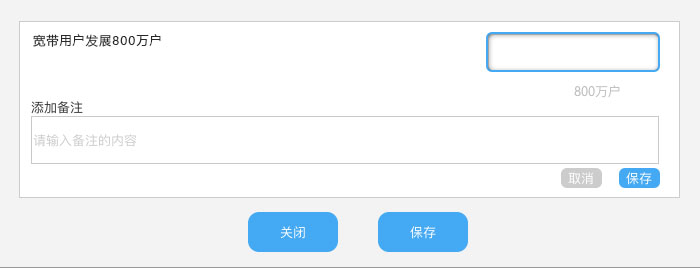 宽带用户发展800万户
800万户
添加备注
请输入备注的内容
取消 保存
关闭 保存